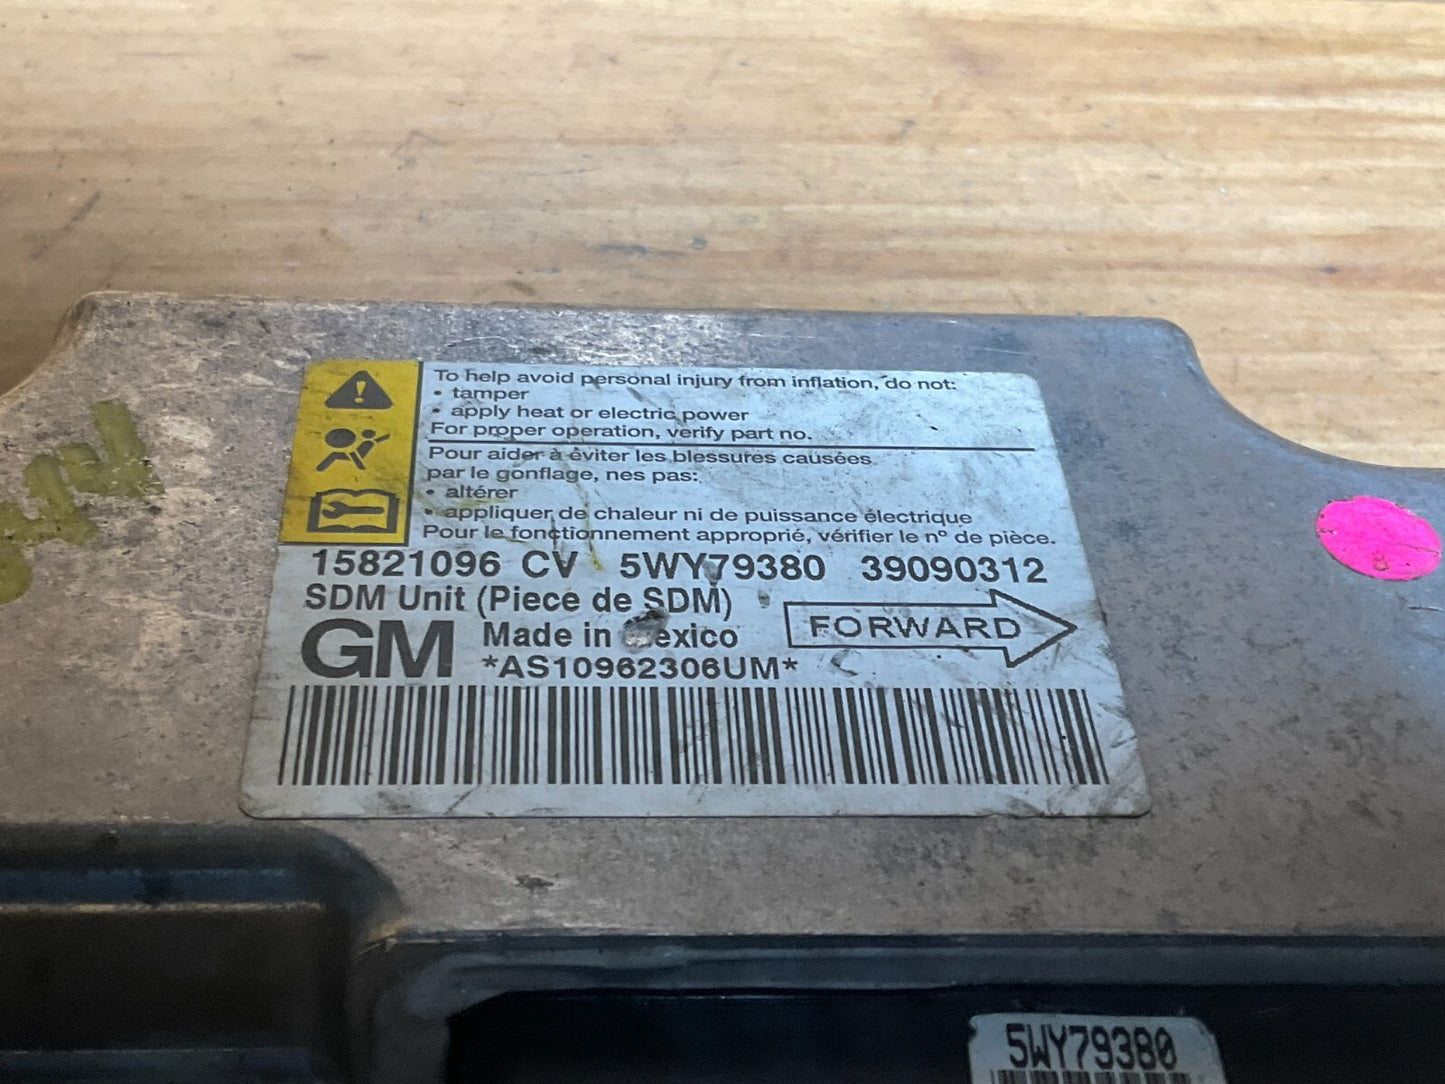 To help avoid personal injury from inflation, do not:
• tamper
• apply heat or electric power
For proper operation, verify part no.
Pour aider à éviter les blessures causées
par le gonflage, nes pas:
• altérer
• appliquer de chaleur ni de puissance électrique
Pour le fonctionnement approprié, vérifier le n° de pièce.
15821096 CV 5WY79380 39090312
SDM Unit (Piece de SDM)
GM Made in Mexico FORWARD
*AS10962306UM*
5WY79380